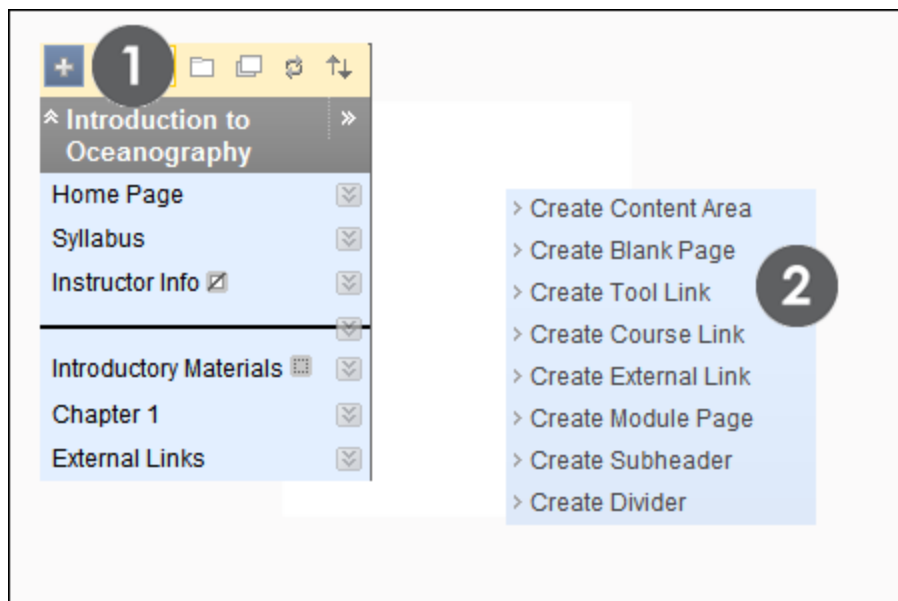 1
Introduction to
Oceanography
Home Page
Syllabus
Instructor Info
Introductory Materials
Chapter 1
External Links
Create Content Area
Create Blank Page
2
Create Tool Link
Create Course Link
Create External Link
Create Module Page
Create Subheader
Create Divider